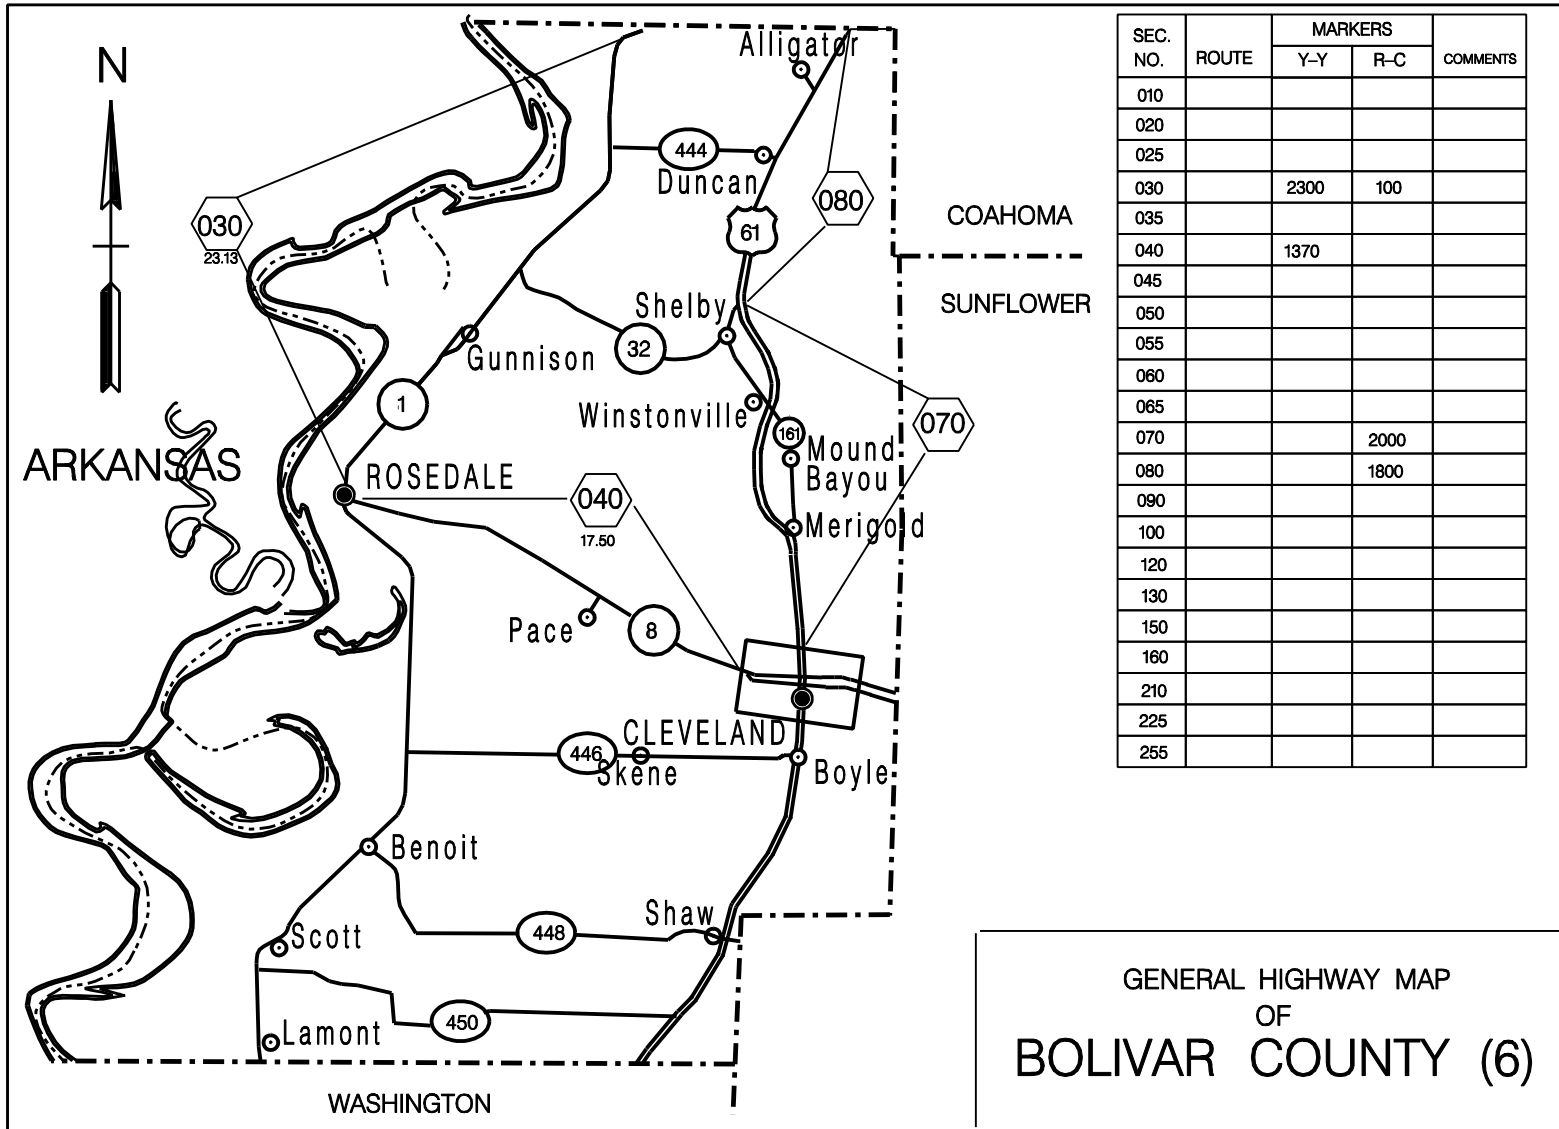 N
Alligator
444
Duncan
080
030
23.13
61
COAHOMA
SUNFLOWER
Shelby
32
Gunnison
1
Winstonville
070
161
Mound
Bayou
ARKANSAS
ROSEDALE
040
17.50
Merigold
Pace
8
CLEVELAND
446
Skene
Boyle
Benoit
Shaw
448
Scott
450
Lamont
WASHINGTON
SEC. NO. ROUTE MARKERS COMMENTS
Y–Y R–C
010
020
025
030 2300 100
035
040 1370
045
050
055
060
065
070 2000
080 1800
090
100
120
130
150
160
210
225
255
GENERAL HIGHWAY MAP
OF
BOLIVAR COUNTY (6)